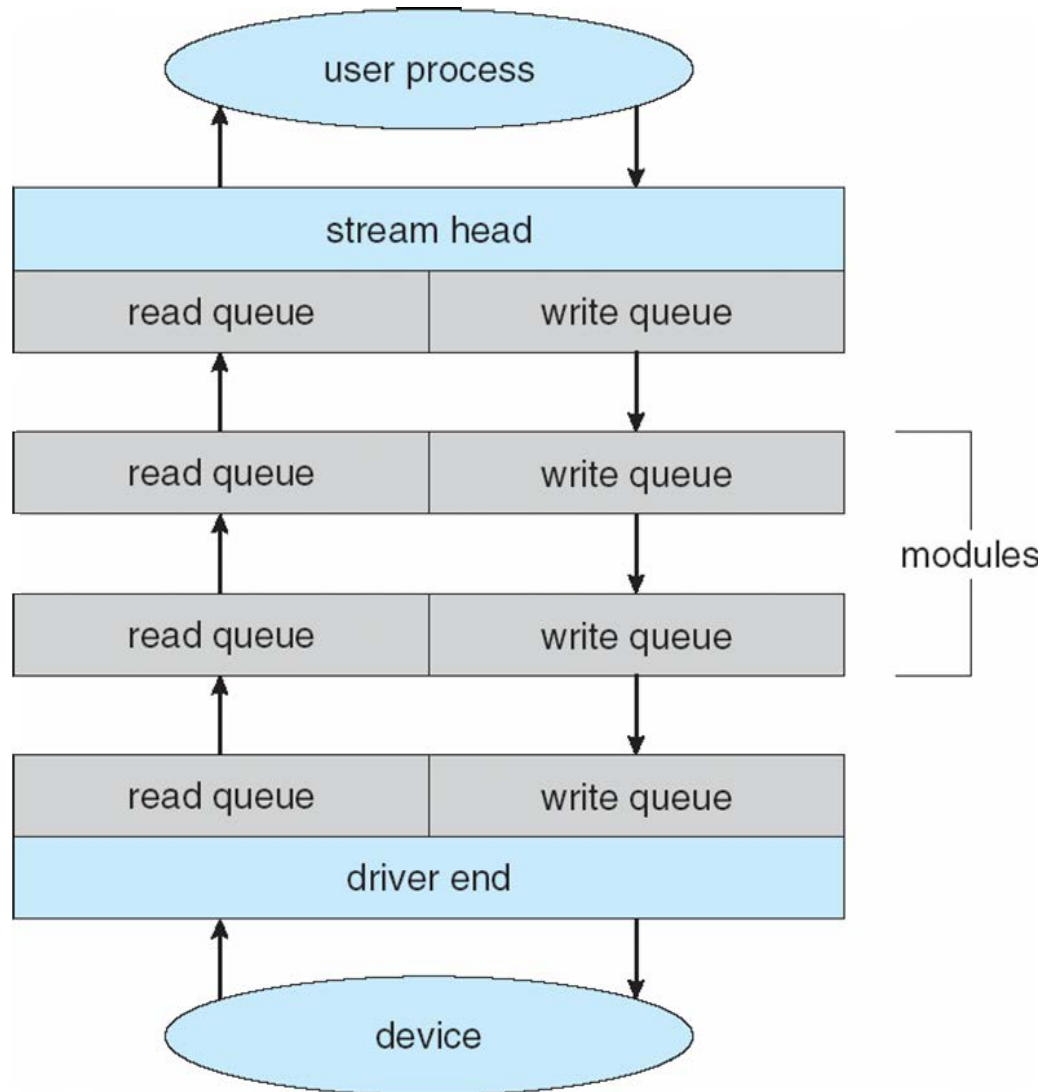 user process
stream head
read queue write queue
read queue write queue
modules
read queue write queue
read queue write queue
driver end
device